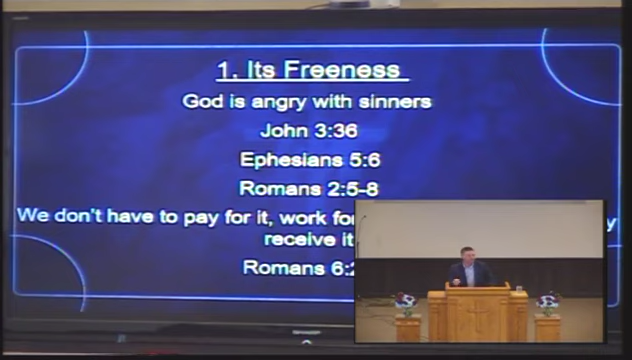 1. Its Freeness
God is angry with sinners
John 3:36
Ephesians 5:6
Romans 2:5-8
We don't have to pay for it, work for
receive it
Romans 6:2
SHARP